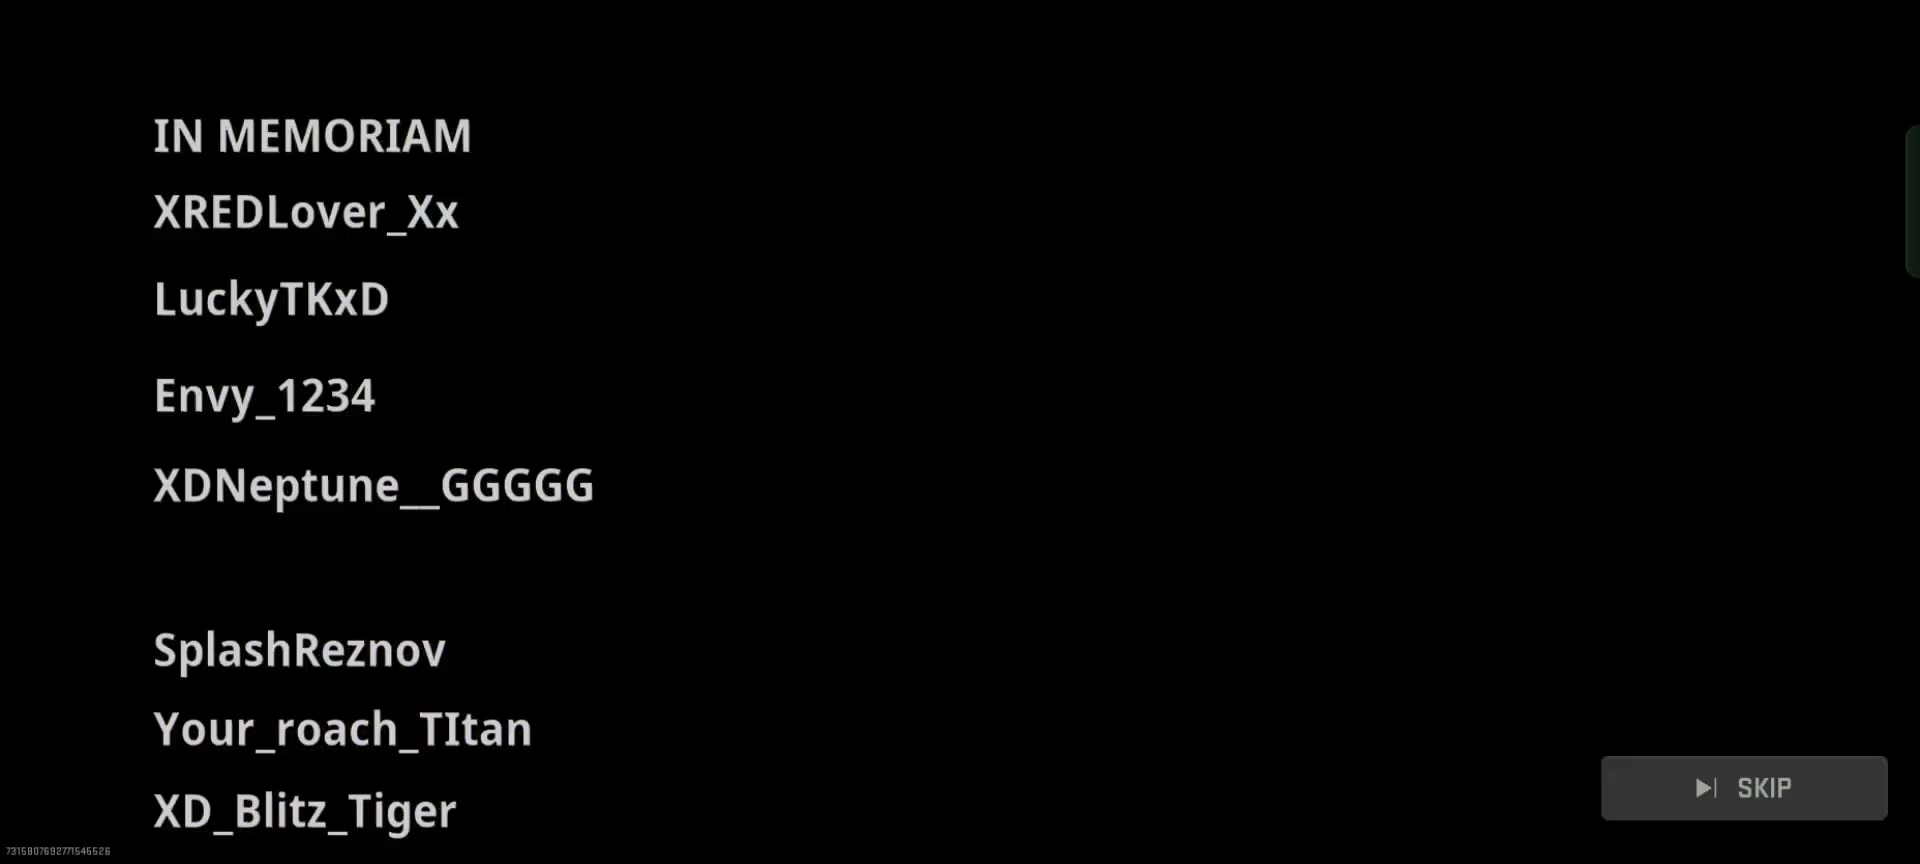 IN MEMORIAM
XREDLover_Xx
LuckyTKxD
Envy_1234
XDNeptune__GGGGG
SplashReznov
Your_roach_TItan
XD_Blitz_Tiger
SKIP